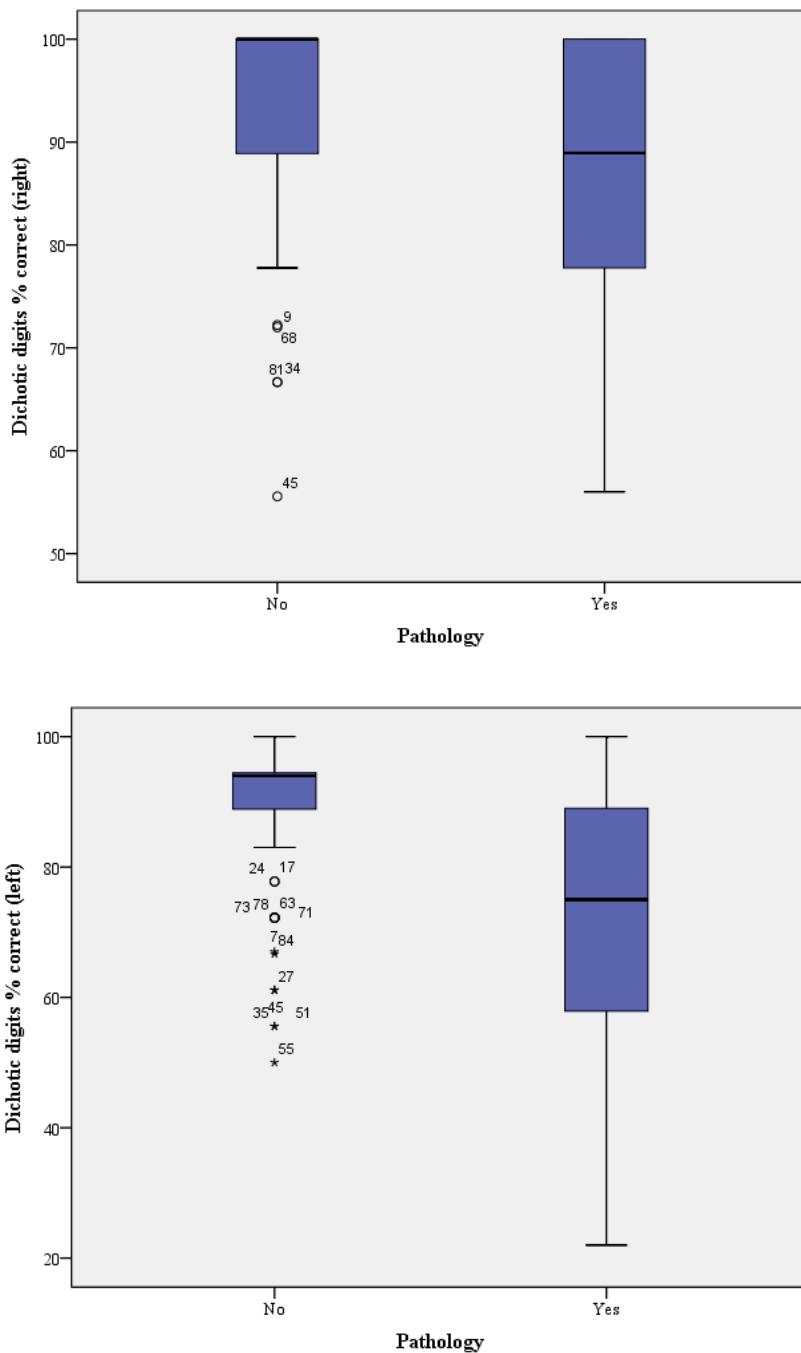 Dichotic digits % correct (right)
100
90
80
70
60
50
9
68
81 34
45
No Yes
Pathology
Dichotic digits % correct (left)
100
80
60
40
20
24 17
73 78 63 71
7 84
27
35 45 51
55
No Yes
Pathology